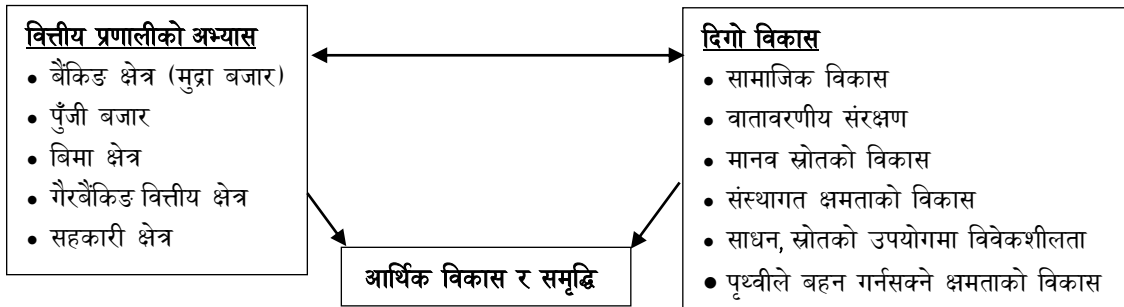 वित्तीय प्रणालीको अभ्यास
• बैंकिङ क्षेत्र (मुद्रा बजार)
• पुँजी बजार
• बिमा क्षेत्र
• गैरबैंकिङ वित्तीय क्षेत्र
• सहकारी क्षेत्र
दिगो विकास
• सामाजिक विकास
• वातावरणीय संरक्षण
• मानव स्रोतको विकास
• संस्थागत क्षमताको विकास
• साधन, स्रोतको उपयोगमा विवेकशीलता
• पृथ्वीले बहन गर्नसक्ने क्षमताको विकास
आर्थिक विकास र समृद्धि